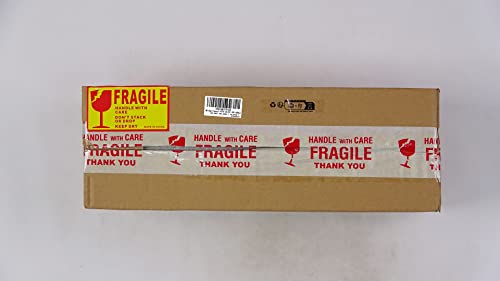 FRAGILE
HANDLE WITH
CARE
DON'T STACK
OR DROP
KEEP DRY
HANDLE WITH CARE
FRAGILE
THANK YOU
HANDLE WITH CARE
FRAGILE
THANK YOU
HANDLE WITH CARE
FRAGILE
THANK YOU